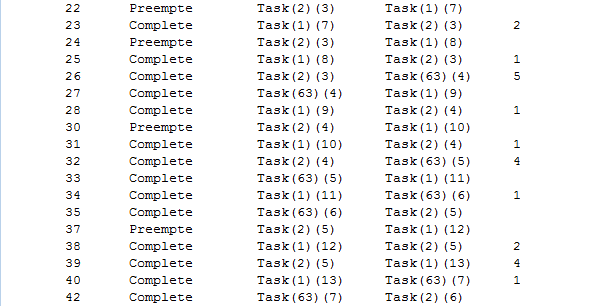 22 Preempte Task(2)(3) Task(1)(7)
23 Complete Task(1)(7) Task(2)(3) 2
24 Preempte Task(2)(3) Task(1)(8)
25 Complete Task(1)(8) Task(2)(3) 1
26 Complete Task(2)(3) Task(63)(4) 5
27 Complete Task(63)(4) Task(1)(9)
28 Complete Task(1)(9) Task(2)(4) 1
30 Preempte Task(2)(4) Task(1)(10)
31 Complete Task(1)(10) Task(2)(4) 1
32 Complete Task(2)(4) Task(63)(5) 4
33 Complete Task(63)(5) Task(1)(11)
34 Complete Task(1)(11) Task(63)(6) 1
35 Complete Task(63)(6) Task(2)(5)
37 Preempte Task(2)(5) Task(1)(12)
38 Complete Task(1)(12) Task(2)(5) 2
39 Complete Task(2)(5) Task(1)(13) 4
40 Complete Task(1)(13) Task(63)(7) 1
42 Complete Task(63)(7) Task(2)(6)